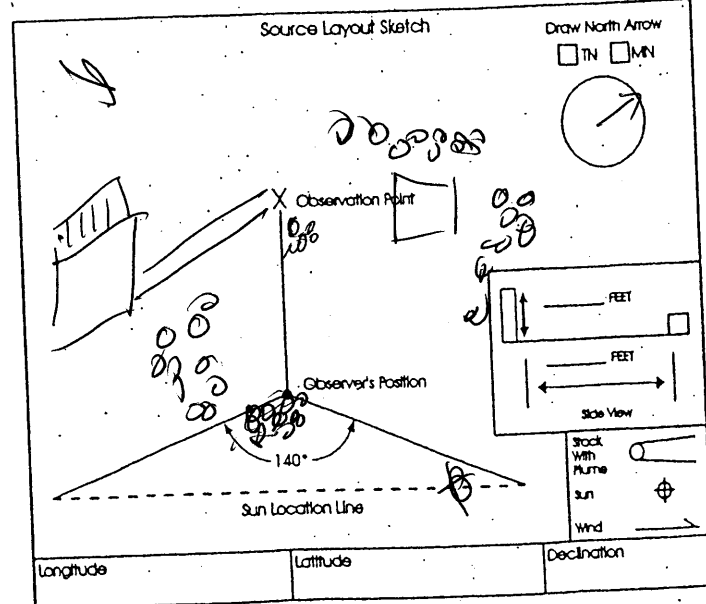 Source Layout Sketch
Draw North Arrow
TN MN
X Observation Point
FEET
FEET
Side View
Observer's Position
140°
Sun Location Line
Stack
With
Plume
Sun
Wind
Longitude
Latitude
Declination